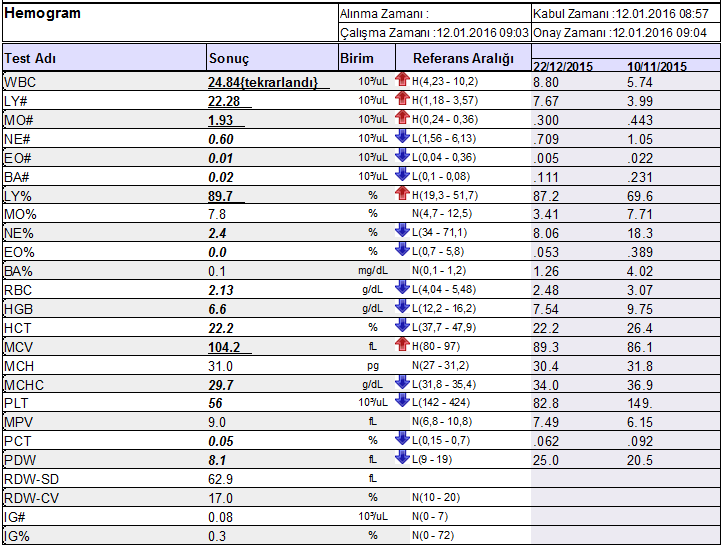 Hemogram Alınma Zamanı : Kabul Zamanı :12.01.2016 08:57
Çalışma Zamanı :12.01.2016 09:03 Onay Zamanı :12.01.2016 09:04
Test Adı Sonuç Birim Referans Aralığı 22/12/2015 10/11/2015
WBC 24.84{tekrarlandı} 10³/uL H(4,23 - 10,2) 8.80 5.74
LY# 22.28 10³/uL H(1,18 - 3,57) 7.67 3.99
MO# 1.93 10³/uL H(0,24 - 0,36) .300 .443
NE# 0.60 10³/uL L(1,56 - 6,13) .709 1.05
EO# 0.01 10³/uL L(0,04 - 0,36) .005 .022
BA# 0.02 10³/uL L(0,1 - 0,08) .111 .231
LY% 89.7 % H(19,3 - 51,7) 87.2 69.6
MO% 7.8 % N(4,7 - 12,5) 3.41 7.71
NE% 2.4 % L(34 - 71,1) 8.06 18.3
EO% 0.0 % L(0,7 - 5,8) .053 .389
BA% 0.1 mg/dL N(0,1 - 1,2) 1.26 4.02
RBC 2.13 g/dL L(4,04 - 5,48) 2.48 3.07
HGB 6.6 g/dL L(12,2 - 16,2) 7.54 9.75
HCT 22.2 % L(37,7 - 47,9) 22.2 26.4
MCV 104.2 fL H(80 - 97) 89.3 86.1
MCH 31.0 pg N(27 - 31,2) 30.4 31.8
MCHC 29.7 g/dL L(31,8 - 35,4) 34.0 36.9
PLT 56 10³/uL L(142 - 424) 82.8 149.
MPV 9.0 fL N(6,8 - 10,8) 7.49 6.15
PCT 0.05 % L(0,15 - 0,7) .062 .092
PDW 8.1 fL L(9 - 19) 25.0 20.5
RDW-SD 62.9 fL
RDW-CV 17.0 % N(10 - 20)
IG# 0.08 10³/uL N(0 - 7)
IG% 0.3 % N(0 - 72)